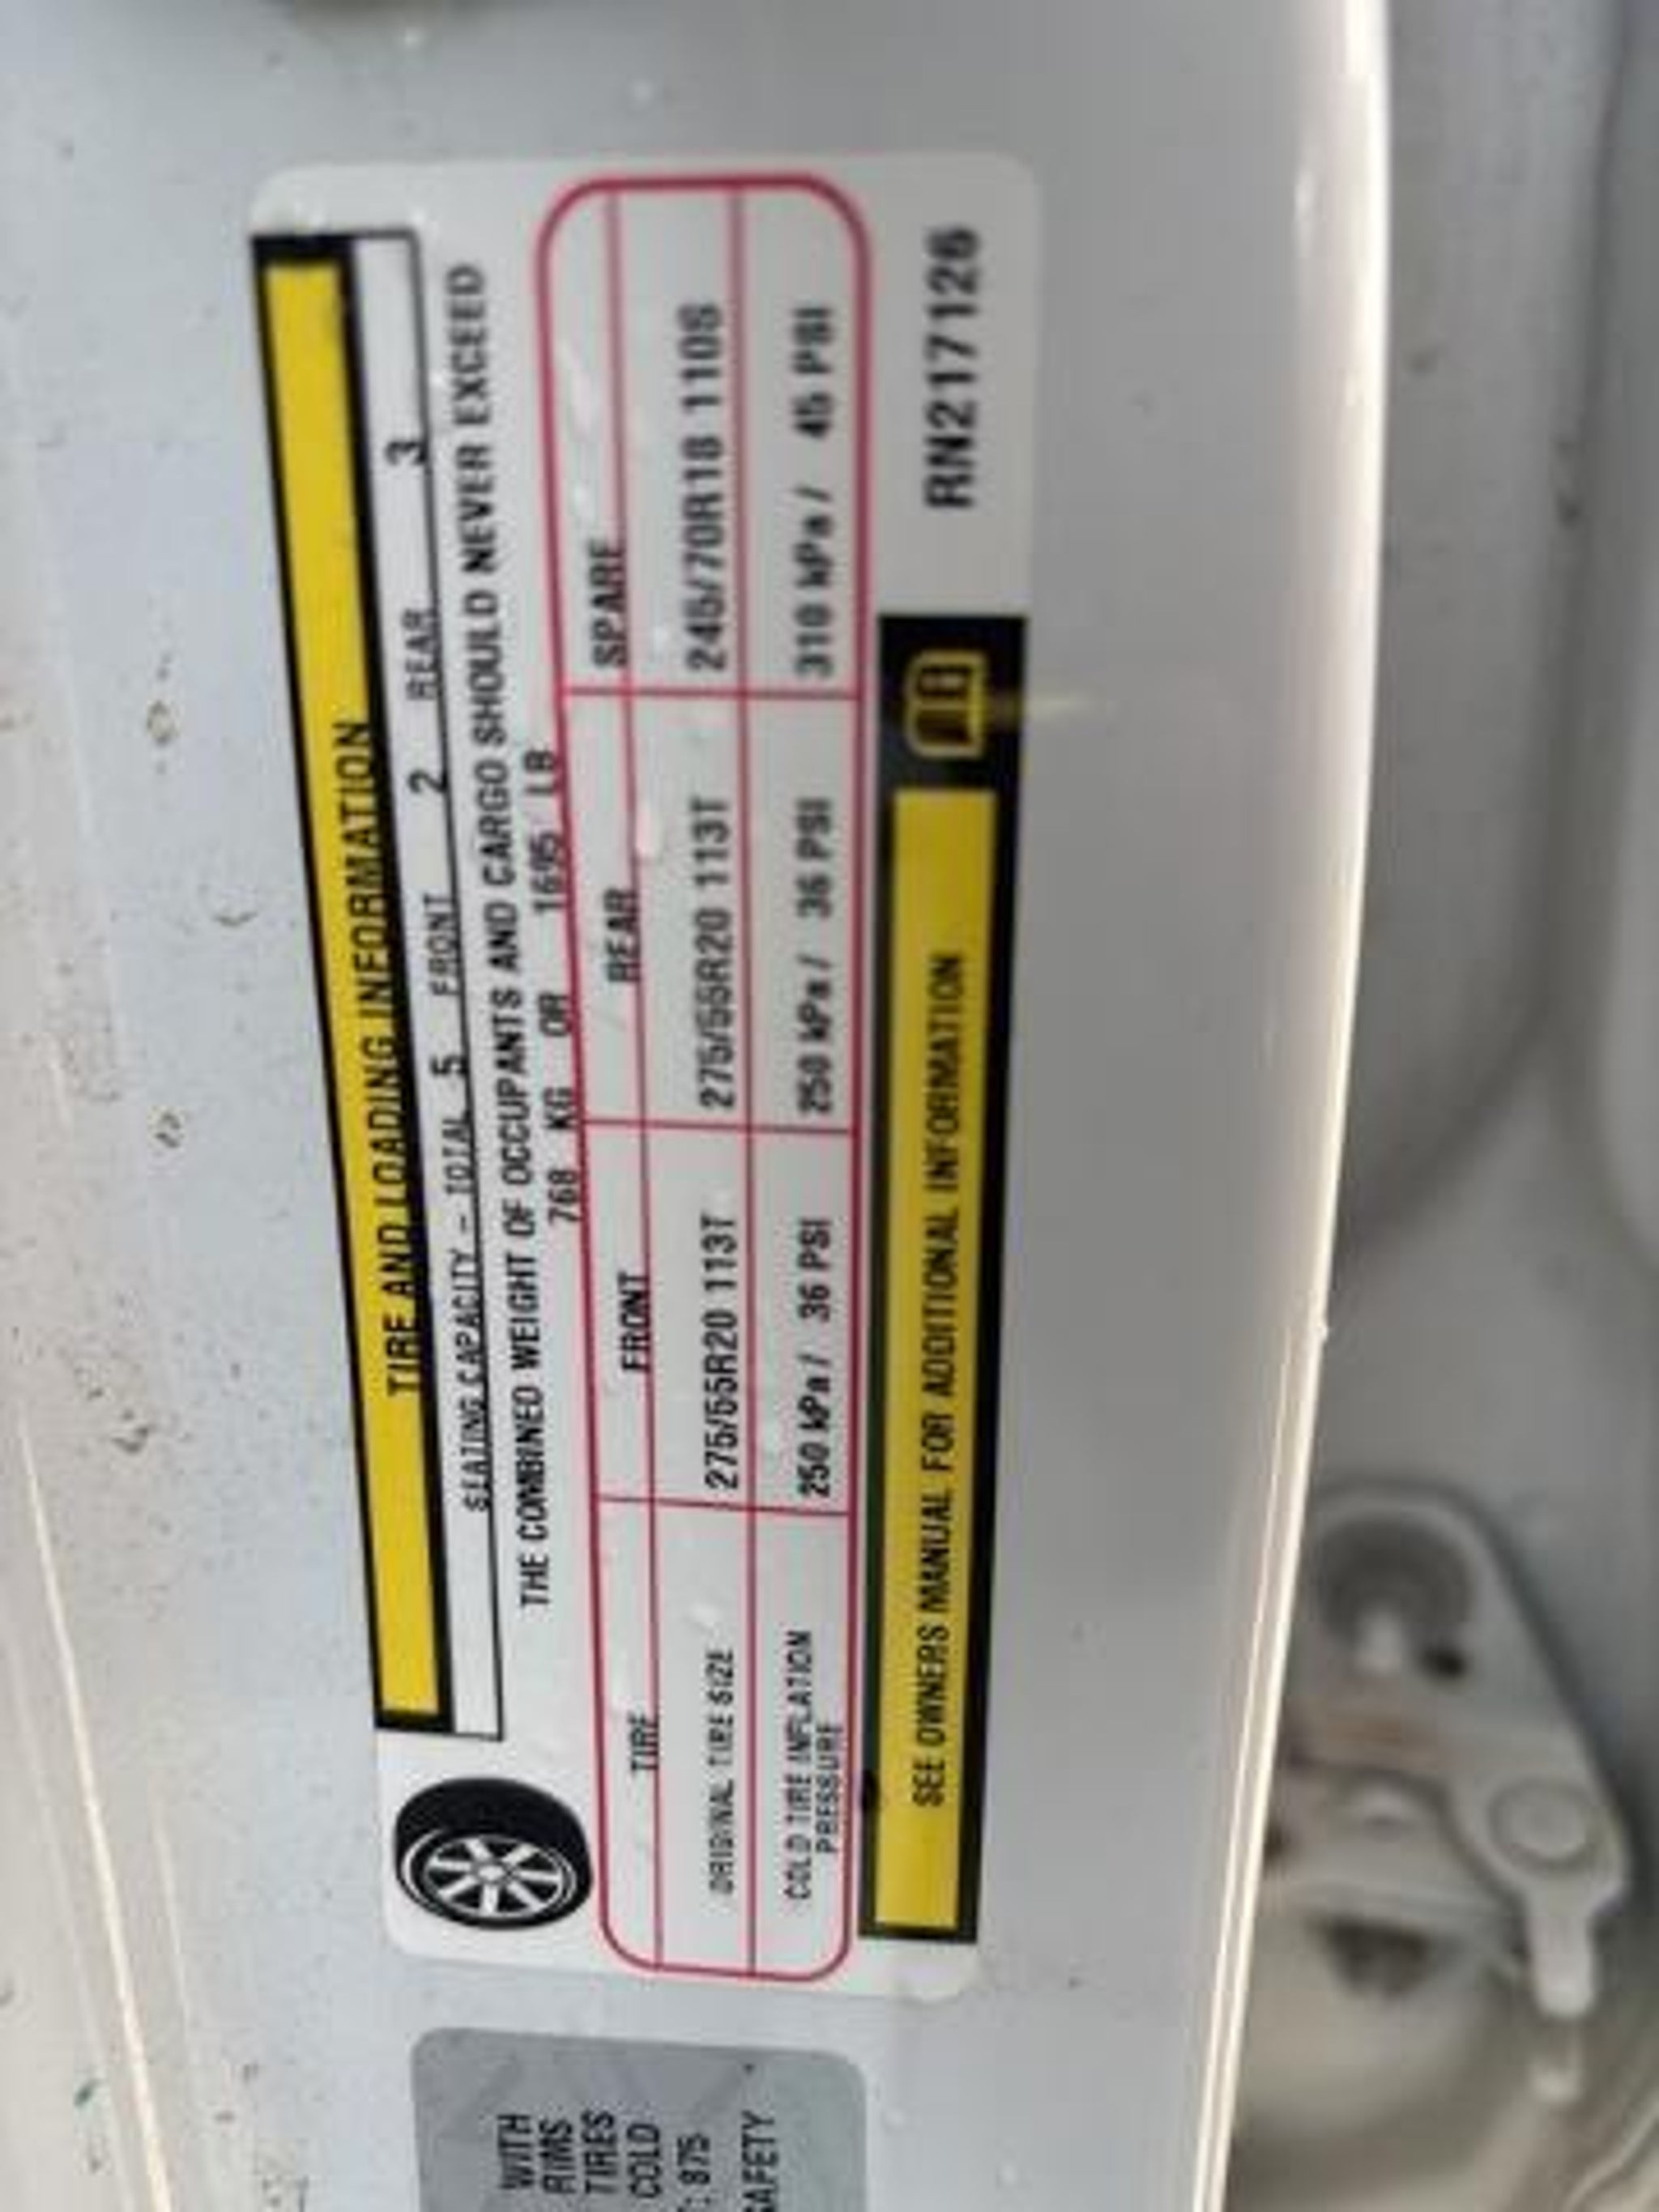 TIRE AND LOADING INFORMATION
SEATING CAPACITY - TOTAL 5 FRONT 2 REAR 3
THE COMBINED WEIGHT OF OCCUPANTS AND CARGO SHOULD NEVER EXCEED
768 KG OR 1695 LB
TIRE FRONT REAR SPARE
ORIGINAL TIRE SIZE 275/55R20 113T 275/55R20 113T 245/70R18 110S
COLD TIRE INFLATION PRESSURE 250 kPa / 36 PSI 250 kPa / 36 PSI 310 kPa / 45 PSI
SEE OWNERS MANUAL FOR ADDITIONAL INFORMATION
RN217126
WITH
RIMS
TIRES
COLD
: 875
SAFETY